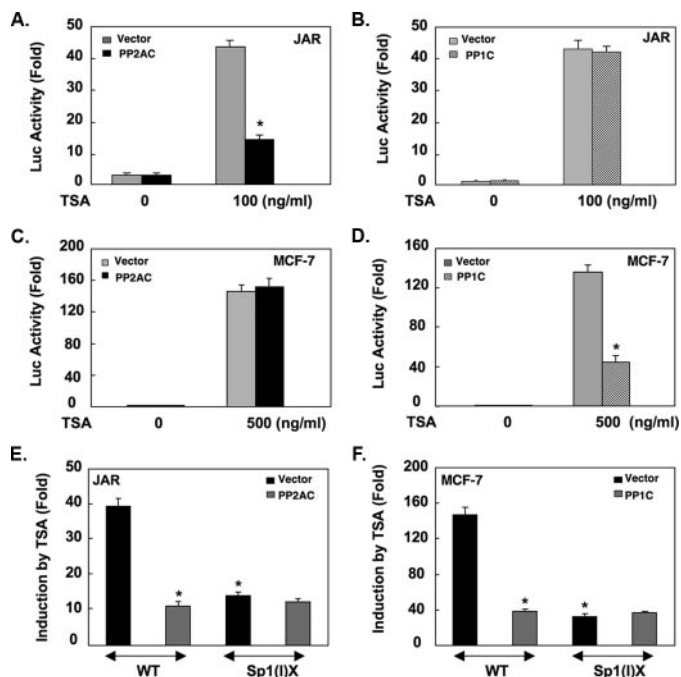 A.
Luc Activity (Fold)
50
40
30
20
10
0
Vector
PP2AC
JAR
*
TSA 0 100 (ng/ml)
B.
Luc Activity (Fold)
50
40
30
20
10
0
Vector
PP1C
JAR
TSA 0 100 (ng/ml)
C.
Luc Activity (Fold)
200
160
120
80
40
0
Vector
PP2AC
MCF-7
TSA 0 500 (ng/ml)
D.
Luc Activity (Fold)
160
120
80
40
0
Vector
PP1C
MCF-7
*
TSA 0 500 (ng/ml)
E.
Induction by TSA (Fold)
50
40
30
20
10
0
JAR
Vector
PP2AC
*
*
WT Sp1(I)X
F.
Induction by TSA (Fold)
200
160
120
80
40
0
MCF-7
Vector
PP1C
*
*
WT Sp1(I)X